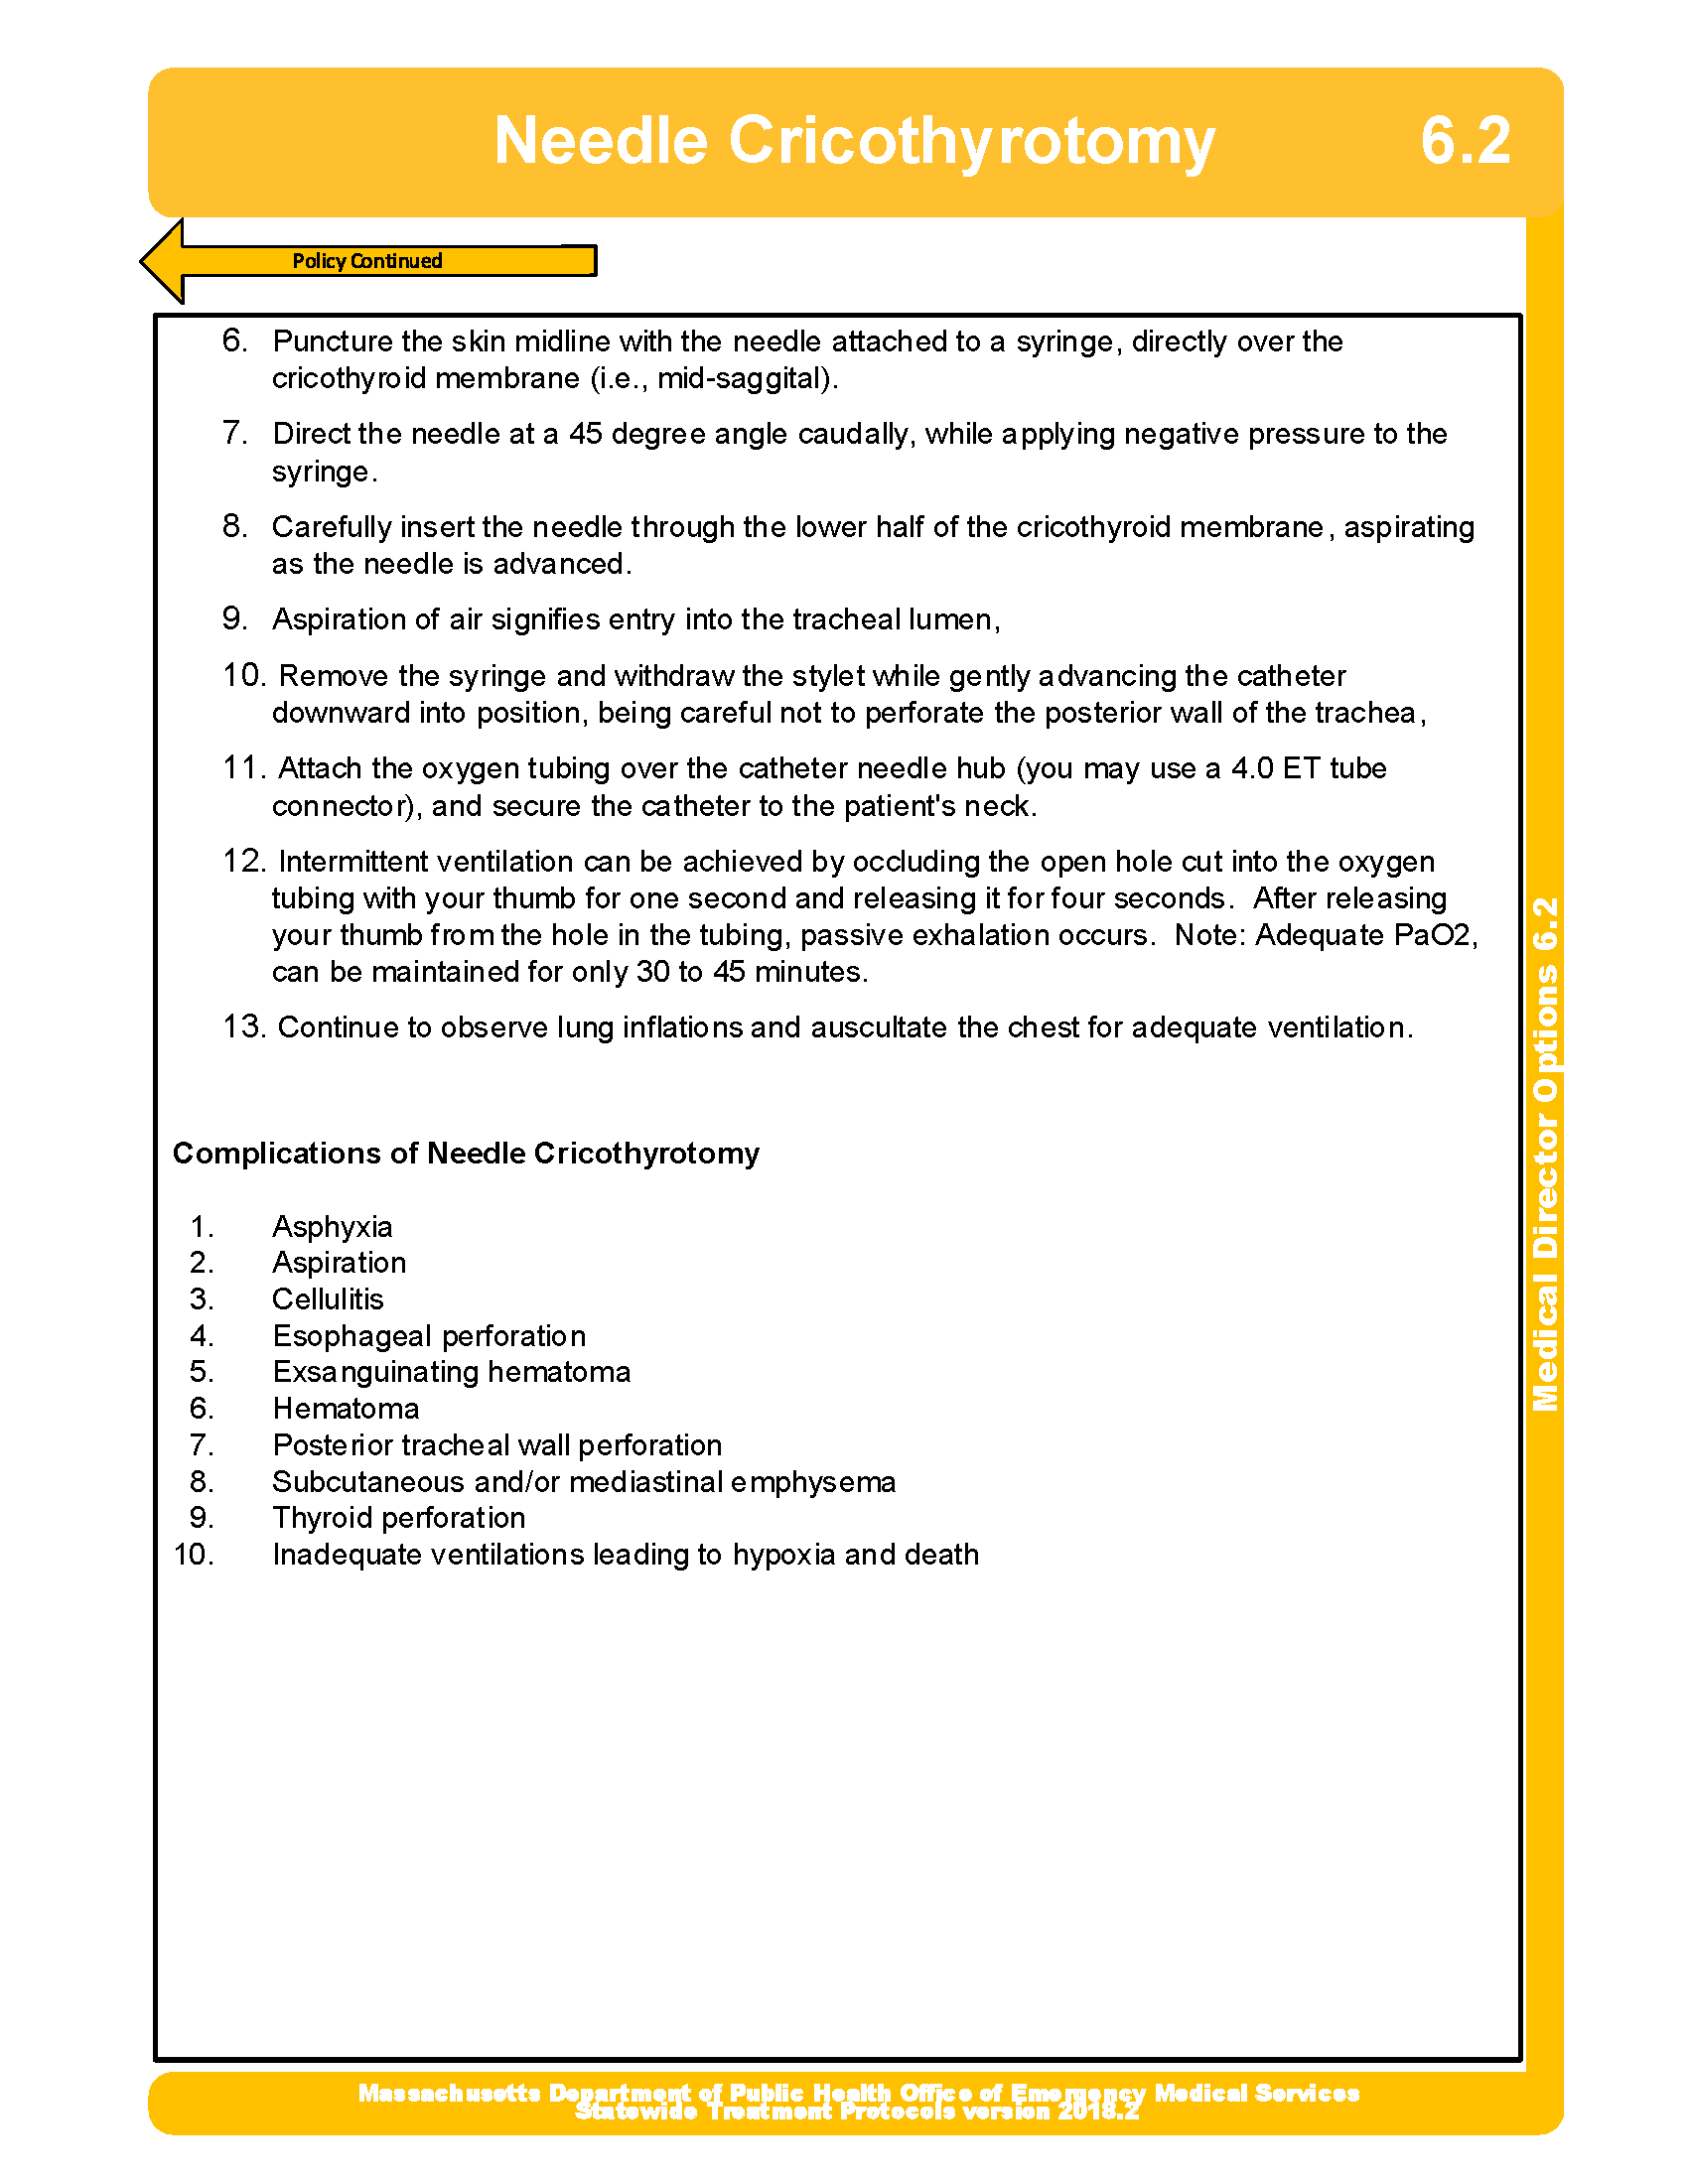 Needle Cricothyrotomy 6.2
Policy Continued
6. Puncture the skin midline with the needle attached to a syringe, directly over the
cricothyroid membrane (i.e., mid-saggital).
7. Direct the needle at a 45 degree angle caudally, while applying negative pressure to the
syringe.
8. Carefully insert the needle through the lower half of the cricothyroid membrane, aspirating
as the needle is advanced.
9. Aspiration of air signifies entry into the tracheal lumen,
10. Remove the syringe and withdraw the stylet while gently advancing the catheter
downward into position, being careful not to perforate the posterior wall of the trachea,
11. Attach the oxygen tubing over the catheter needle hub (you may use a 4.0 ET tube
connector), and secure the catheter to the patient's neck.
12. Intermittent ventilation can be achieved by occluding the open hole cut into the oxygen
tubing with your thumb for one second and releasing it for four seconds. After releasing
your thumb from the hole in the tubing, passive exhalation occurs. Note: Adequate PaO2,
can be maintained for only 30 to 45 minutes.
13. Continue to observe lung inflations and auscultate the chest for adequate ventilation.
Complications of Needle Cricothyrotomy
1. Asphyxia
2. Aspiration
3. Cellulitis
4. Esophageal perforation
5. Exsanguinating hematoma
6. Hematoma
7. Posterior tracheal wall perforation
8. Subcutaneous and/or mediastinal emphysema
9. Thyroid perforation
10. Inadequate ventilations leading to hypoxia and death
Medical Director Options 6.2
Massachusetts Department of Public Health Office of Emergency Medical Services
Statewide Treatment Protocols version 2018.2